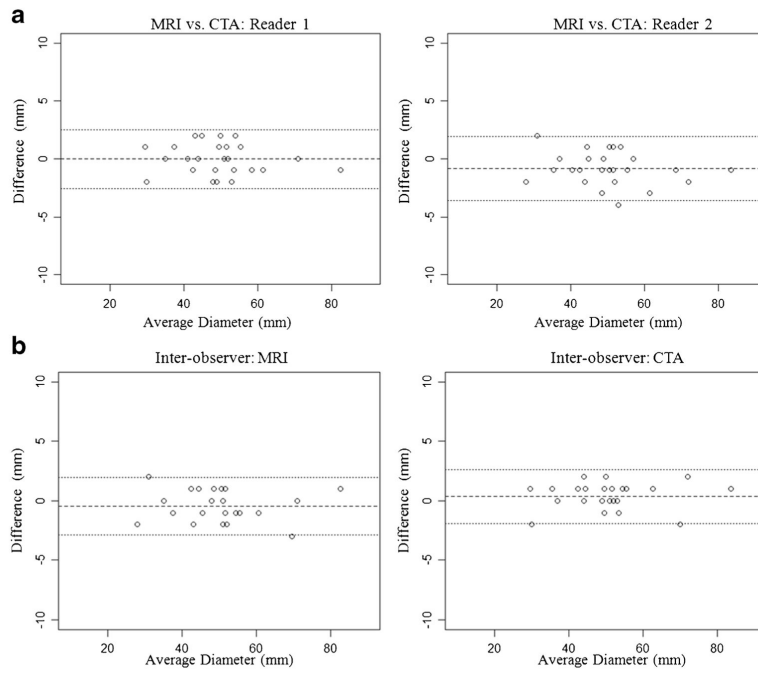 a
MRI vs. CTA: Reader 1
MRI vs. CTA: Reader 2
10
5
0
-5
-10
Difference (mm)
20 40 60 80
Average Diameter (mm)
10
5
0
-5
-10
Difference (mm)
20 40 60 80
Average Diameter (mm)
b
Inter-observer: MRI
Inter-observer: CTA
10
5
0
-5
-10
Difference (mm)
20 40 60 80
Average Diameter (mm)
10
5
0
-5
-10
Difference (mm)
20 40 60 80
Average Diameter (mm)